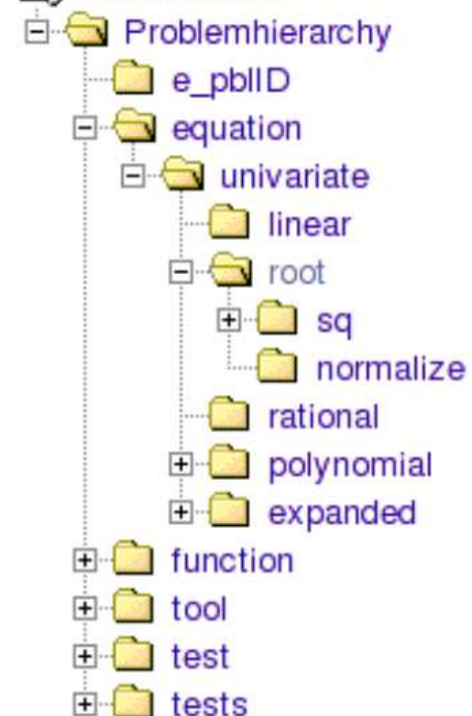 Problemhierarchy
e_pblID
equation
univariate
linear
root
sq
normalize
rational
polynomial
expanded
function
tool
test
tests